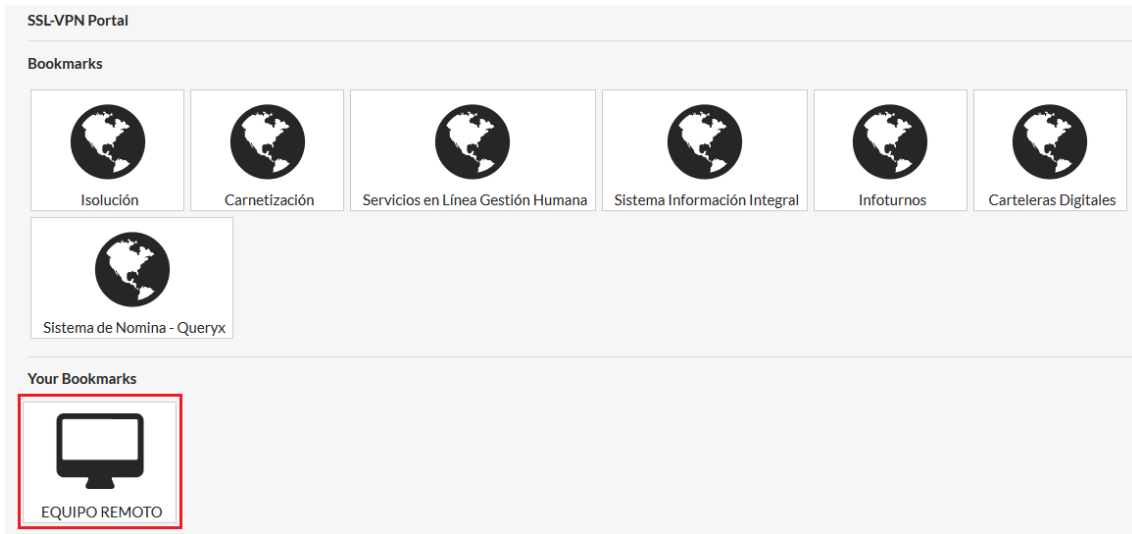 SSL-VPN Portal
Bookmarks
Isolución
Carnetización
Servicios en Línea Gestión Humana
Sistema Información Integral
Infoturnos
Carteleras Digitales
Sistema de Nomina - Queryx
Your Bookmarks
EQUIPO REMOTO